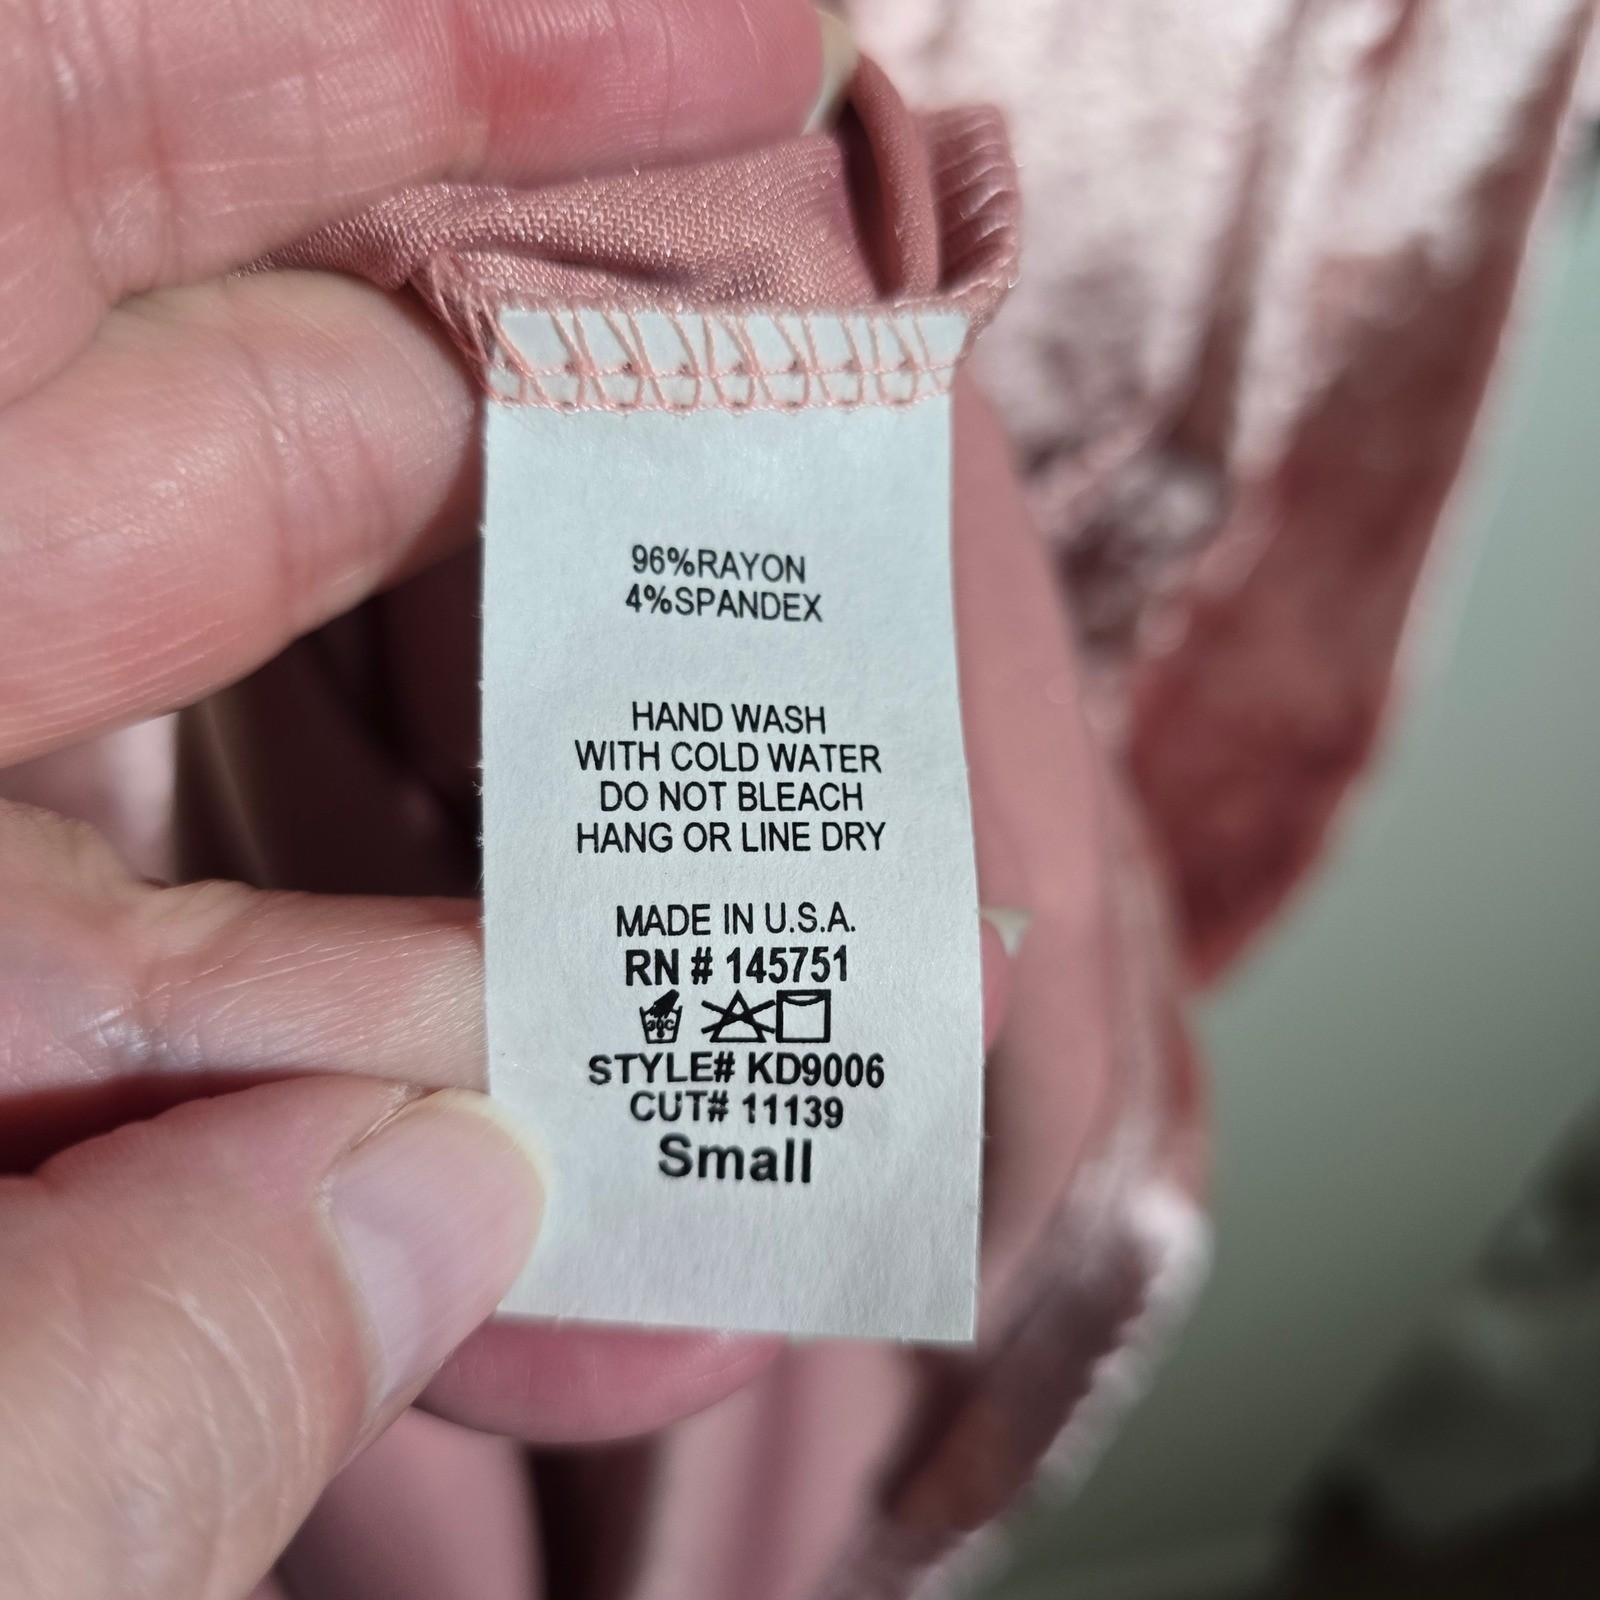 96%RAYON
4%SPANDEX
HAND WASH
WITH COLD WATER
DO NOT BLEACH
HANG OR LINE DRY
MADE IN U.S.A.
RN # 145751
30C
STYLE# KD9006
CUT# 11139
Small